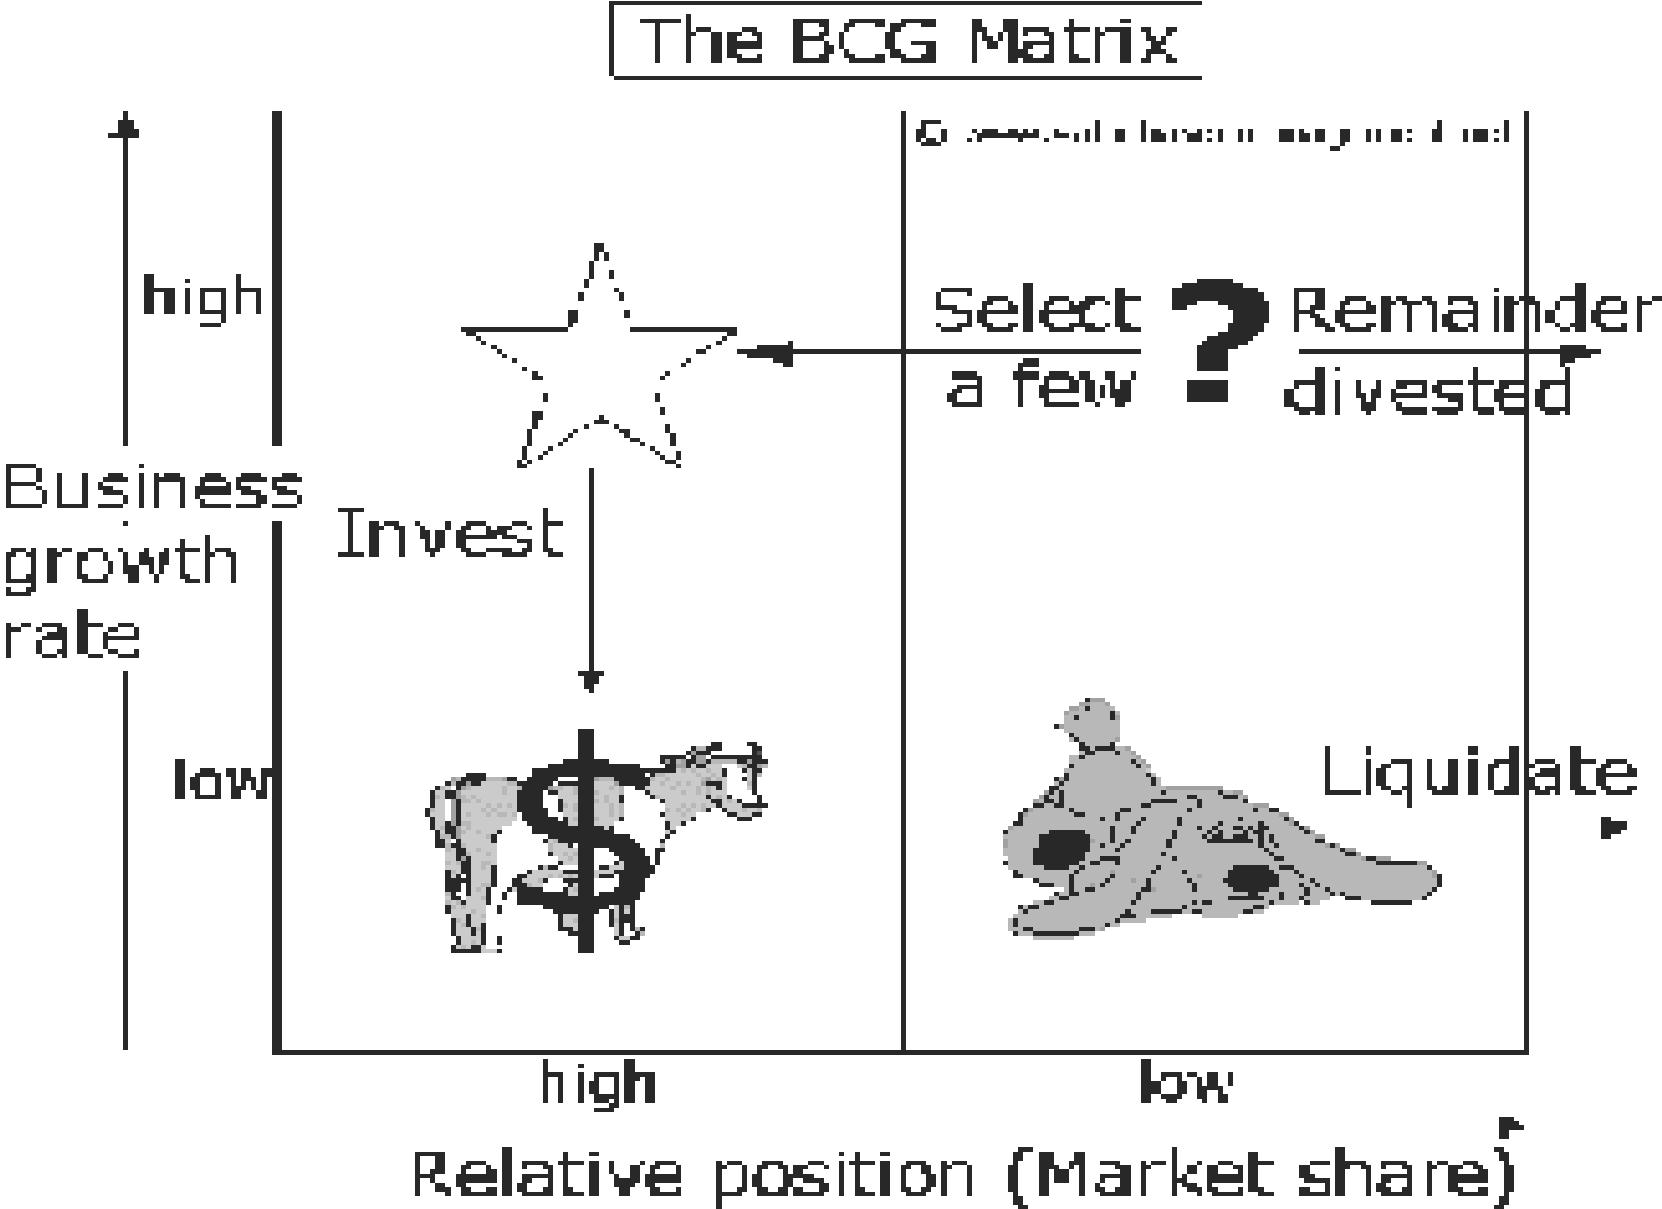 The BCG Matrix
©
high
Select
a few
?
Remainder
divested
Business
growth
rate
Invest
low
$
Liquidate
high
low
Relative position (Market share)